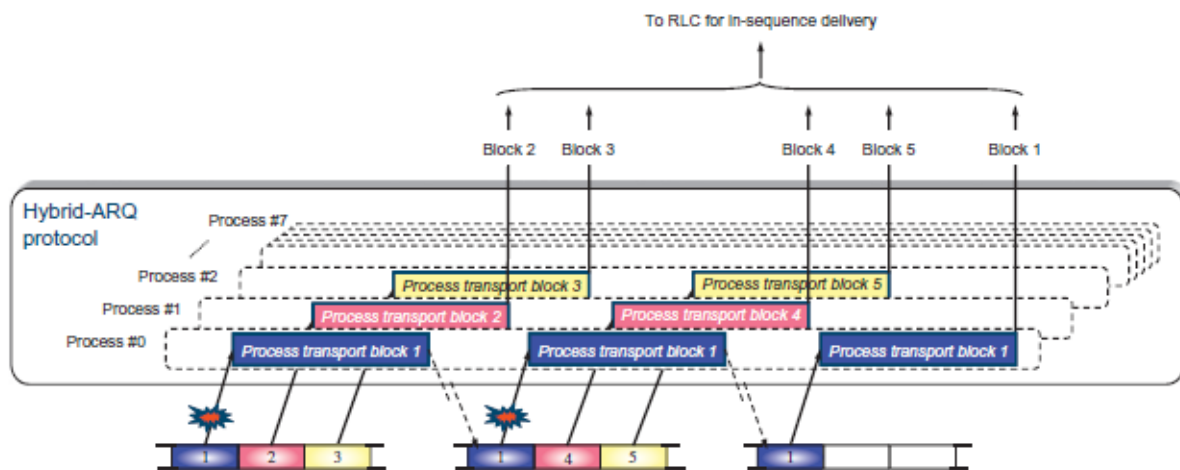 To RLC for in-sequence delivery
Block 2
Block 3
Block 4
Block 5
Block 1
Hybrid-ARQ
protocol
Process #7
Process #2
Process #1
Process #0
Process transport block 3
Process transport block 5
Process transport block 2
Process transport block 4
Process transport block 1
Process transport block 1
Process transport block 1
1
2
3
1
4
5
1